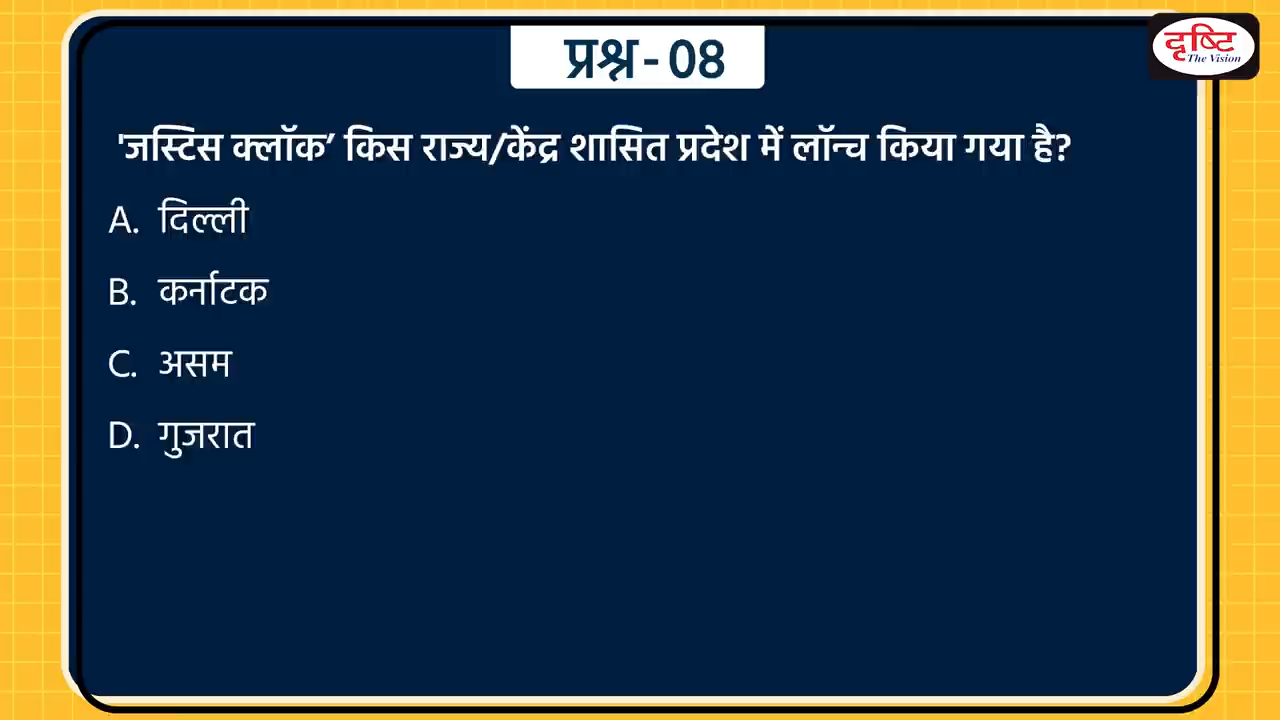 दृष्टि
The Vision
प्रश्न-08
'जस्टिस क्लॉक’ किस राज्य/केंद्र शासित प्रदेश में लॉन्च किया गया है?
A. दिल्ली
B. कर्नाटक
C. असम
D. गुजरात